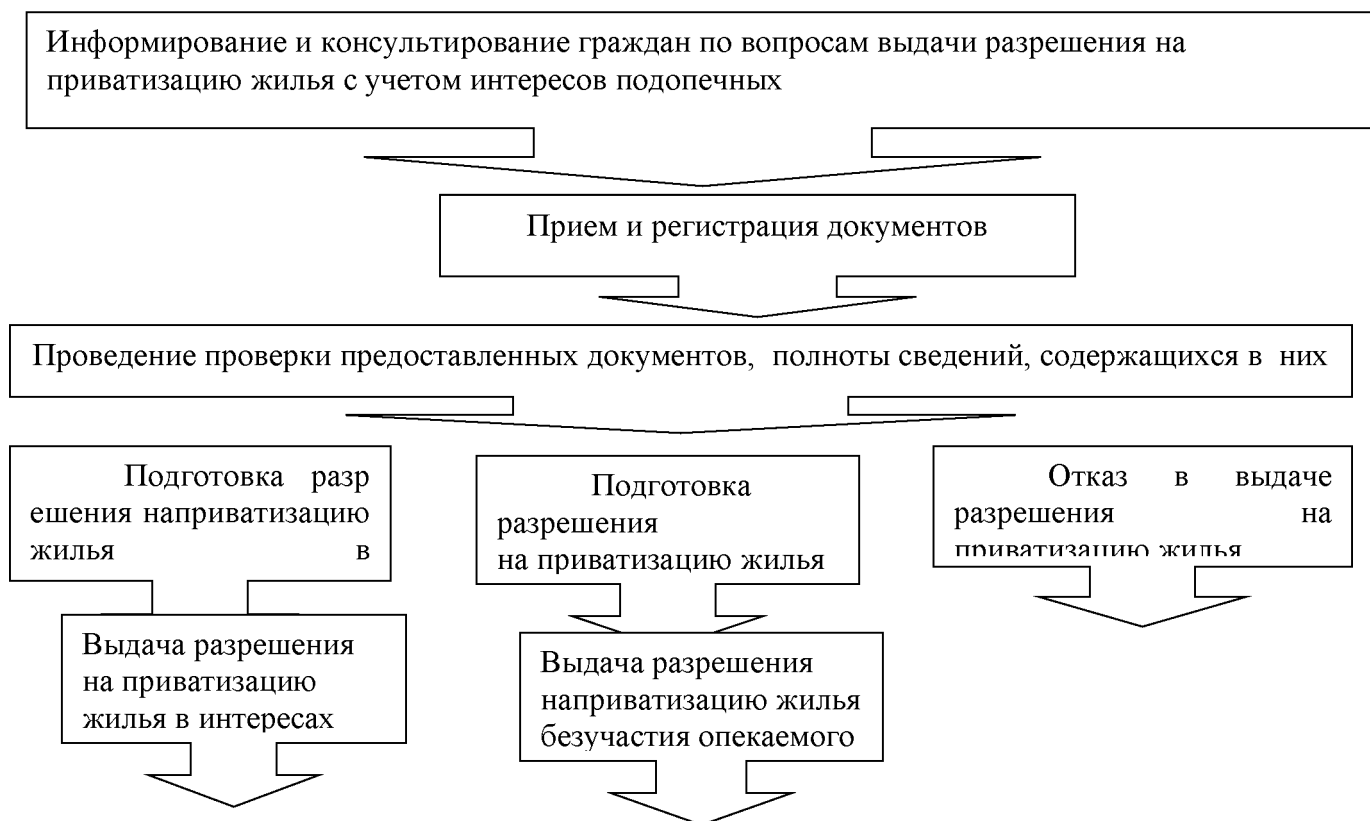 Информирование и консультирование граждан по вопросам выдачи разрешения на
приватизацию жилья с учетом интересов подопечных
Прием и регистрация документов
Проведение проверки предоставленных документов, полноты сведений, содержащихся в них
Подготовка разр
ешения наприватизацию
жилья в
Подготовка
разрешения
на приватизацию жилья
Отказ в выдаче
разрешения на
приватизацию жилья
Выдача разрешения
на приватизацию
жилья в интересах
Выдача разрешения
наприватизацию жилья
безучастия опекаемого